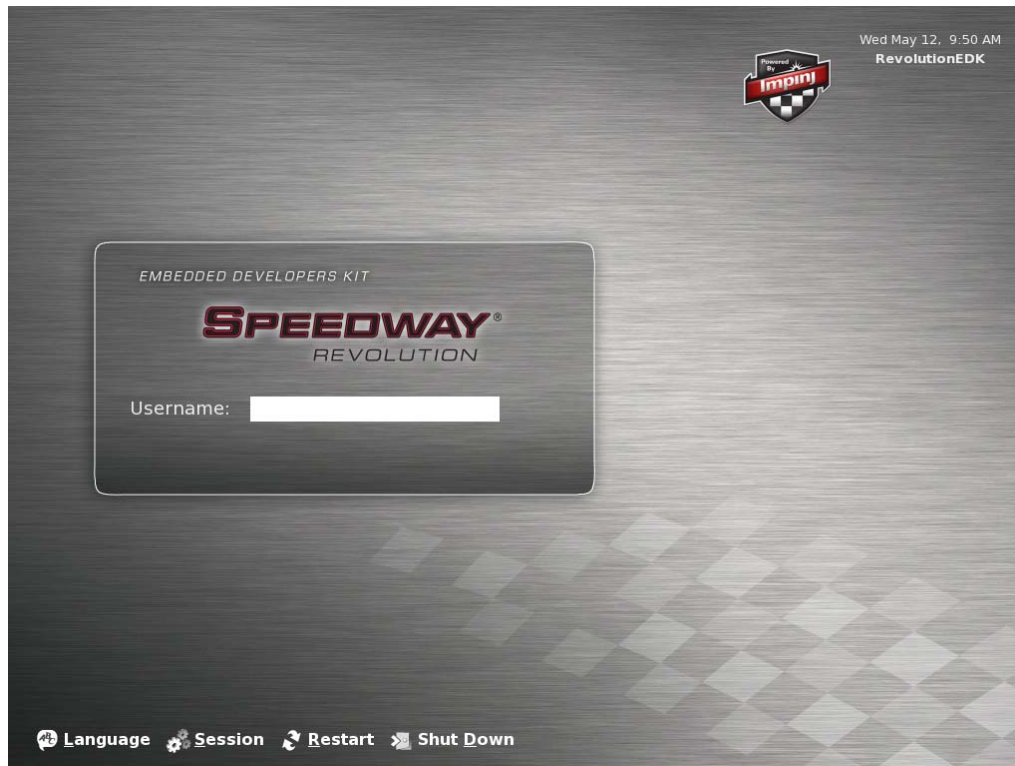 Wed May 12, 9:50 AM
RevolutionEDK
Powered
By
Impinj
EMBEDDED DEVELOPERS KIT
SPEEDWAY®
REVOLUTION
Username:
ABC Language Session Restart Shut Down